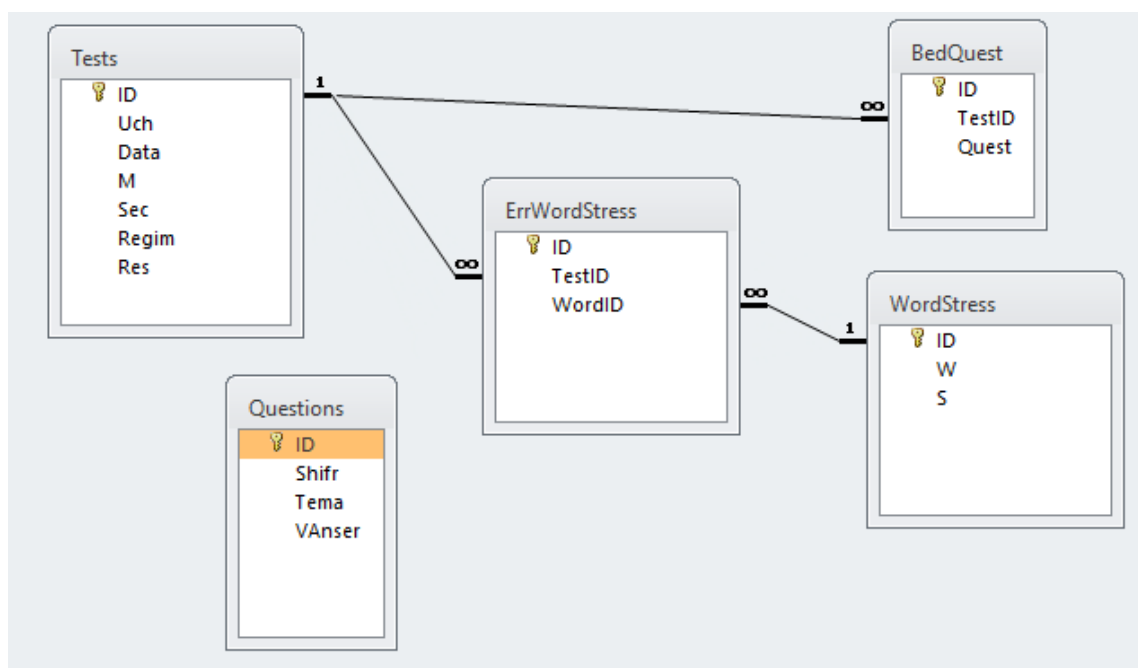 Tests
ID
Uch
Data
M
Sec
Regim
Res
1
∞
BedQuest
ID
TestID
Quest
∞
ErrWordStress
ID
TestID
WordID
∞
1
WordStress
ID
W
S
Questions
ID
Shifr
Tema
VAnser